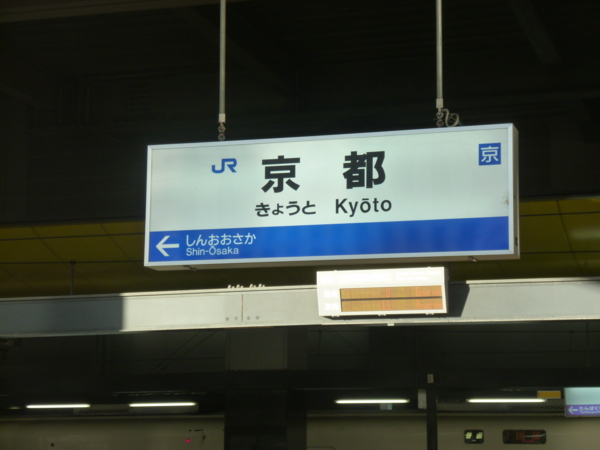 JR
京都
京
きょうと Kyōto
しんおおさか
Shin-Osaka